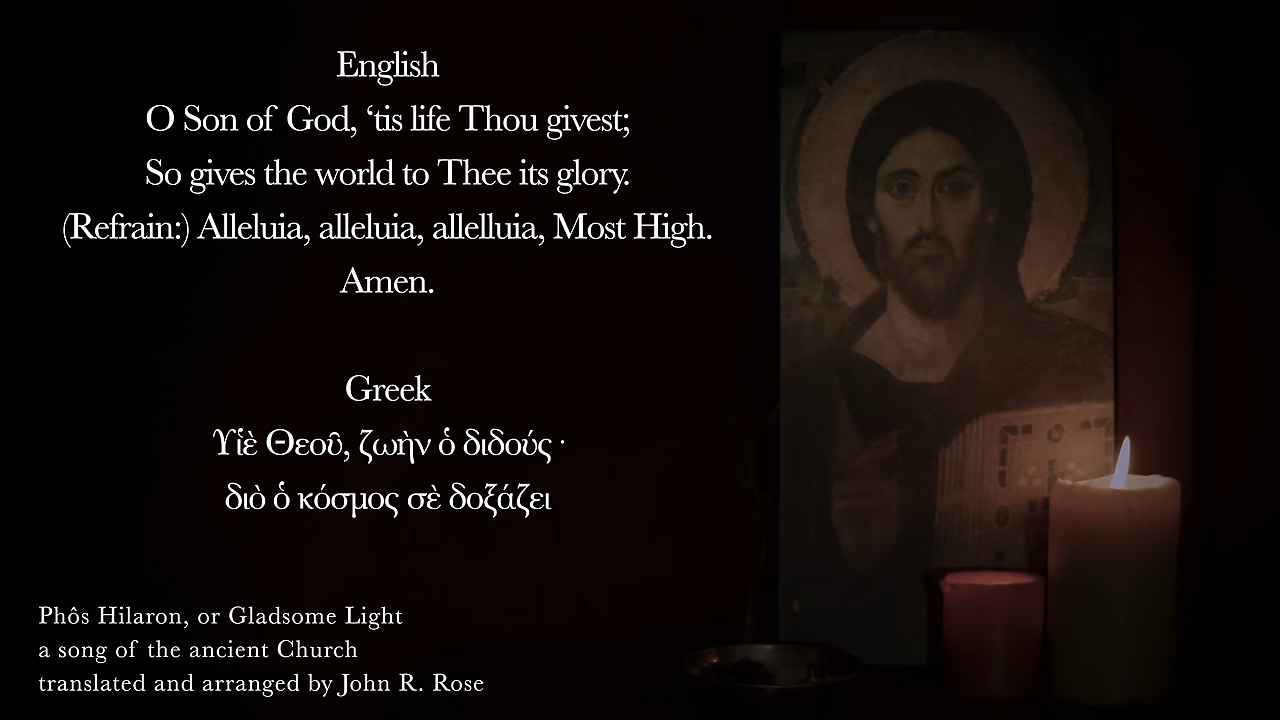 English
O Son of God, ‘tis life Thou givest;
So gives the world to Thee its glory.
(Refrain:) Alleluia, alleluia, allelluia, Most High.
Amen.
Greek
Υἱὲ Θεοῦ, ζωὴν ὁ διδούς ·
διὸ ὁ κόσμος σὲ δοξάζει
Phôs Hilaron, or Gladsome Light
a song of the ancient Church
translated and arranged by John R. Rose